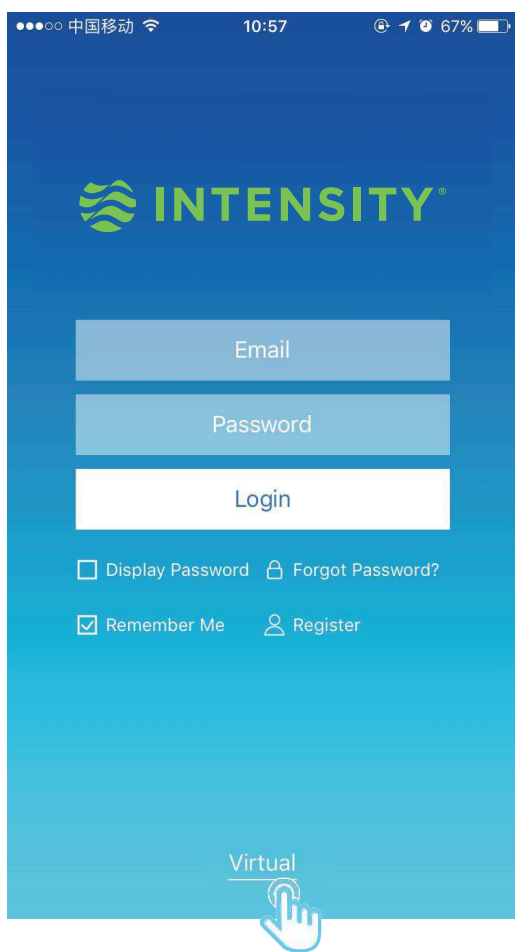 中国移动 10:57 67%
INTENSITY®
Email
Password
Login
Display Password Forgot Password?
Remember Me Register
Virtual